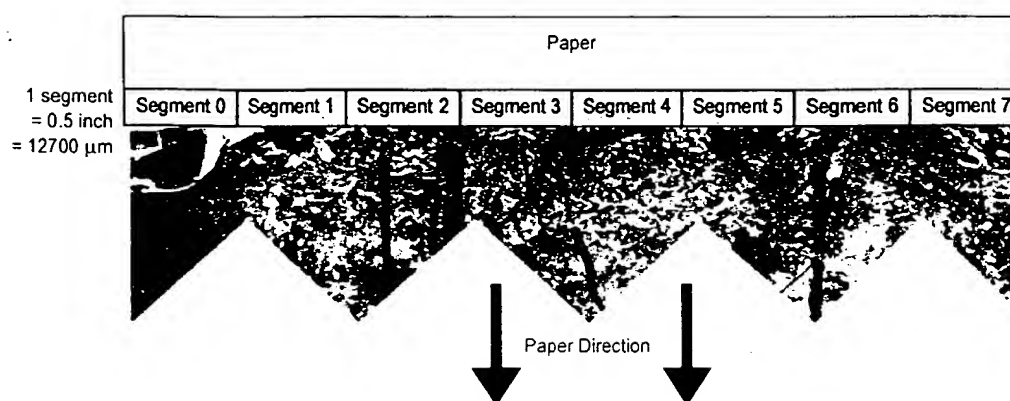 Paper
1 segment
= 0.5 inch
= 12700 µm
Segment 0 Segment 1 Segment 2 Segment 3 Segment 4 Segment 5 Segment 6 Segment 7
Paper Direction